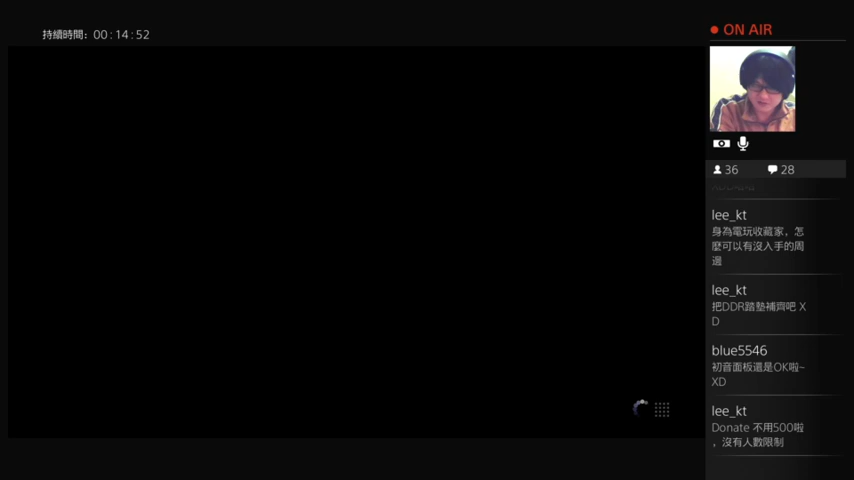 持續時間: 00:14:52
ON AIR
36 28
lee_kt
身為電玩收藏家，怎
麼可以有沒入手的周
邊
lee_kt
把DDR踏墊補齊吧 X
D
blue5546
初音面板還是OK啦~
XD
lee_kt
Donate 不用500啦
，沒有人數限制